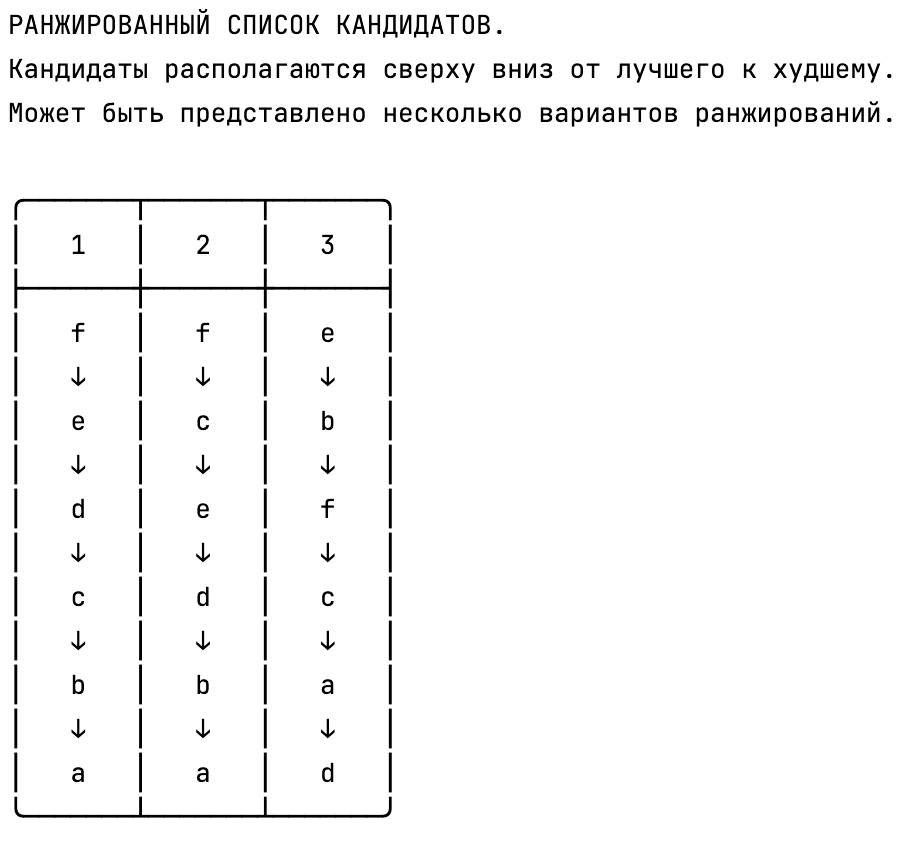 РАНЖИРОВАННЫЙ СПИСОК КАНДИДАТОВ.
Кандидаты располагаются сверху вниз от лучшего к худшему.
Может быть представлено несколько вариантов ранжирований.
1 2 3
f f e
↓ ↓ ↓
e c b
↓ ↓ ↓
d e f
↓ ↓ ↓
c d c
↓ ↓ ↓
b b a
↓ ↓ ↓
a a d